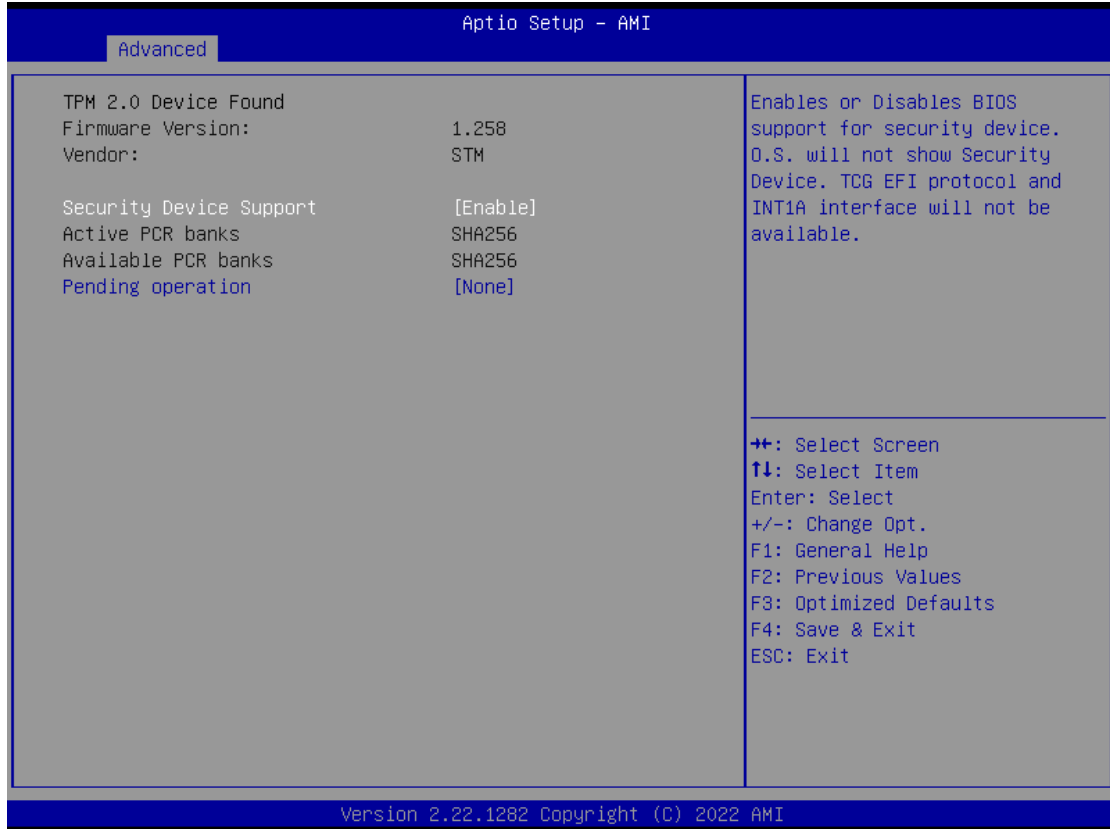 Aptio Setup – AMI
Advanced
TPM 2.0 Device Found
Firmware Version: 1.258
Vendor: STM
Security Device Support [Enable]
Active PCR banks SHA256
Available PCR banks SHA256
Pending operation [None]
Enables or Disables BIOS
support for security device.
O.S. will not show Security
Device. TCG EFI protocol and
INT1A interface will not be
available.
→←: Select Screen
↑↓: Select Item
Enter: Select
+/-: Change Opt.
F1: General Help
F2: Previous Values
F3: Optimized Defaults
F4: Save & Exit
ESC: Exit
Version 2.22.1282 Copyright (C) 2022 AMI